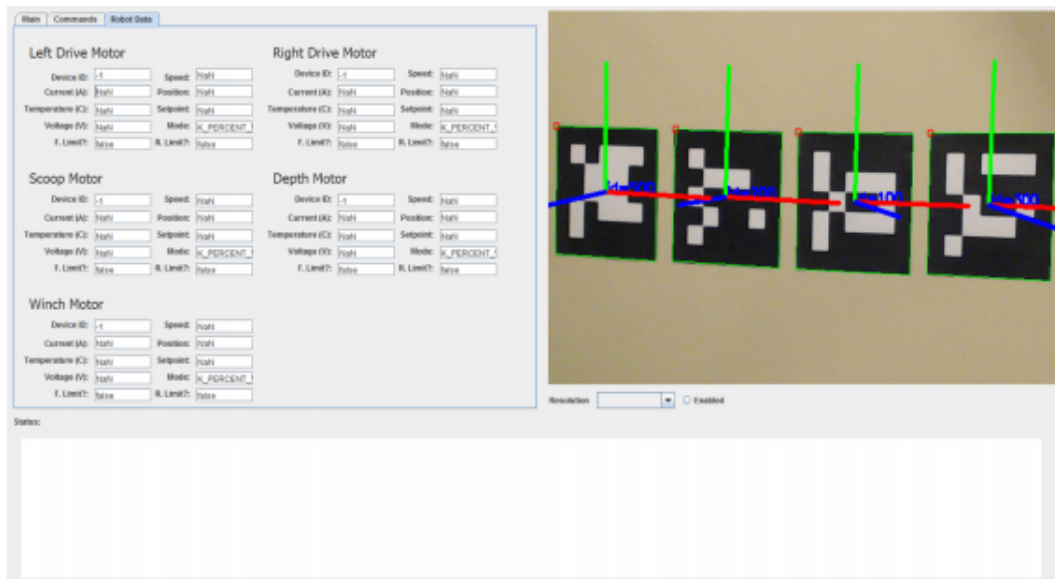 Main Commands Robot Data
Left Drive Motor
Device ID: -1 Speed: NaN
Current (A): NaN Position: NaN
Temperature (C): NaN Setpoint: NaN
Voltage (V): NaN Mode: K_PERCENT_
F. Limit?: false R. Limit?: false
Right Drive Motor
Device ID: -1 Speed: NaN
Current (A): NaN Position: NaN
Temperature (C): NaN Setpoint: NaN
Voltage (V): NaN Mode: K_PERCENT_
F. Limit?: false R. Limit?: false
Scoop Motor
Device ID: -1 Speed: NaN
Current (A): NaN Position: NaN
Temperature (C): NaN Setpoint: NaN
Voltage (V): NaN Mode: K_PERCENT_
F. Limit?: false R. Limit?: false
Depth Motor
Device ID: -1 Speed: NaN
Current (A): NaN Position: NaN
Temperature (C): NaN Setpoint: NaN
Voltage (V): NaN Mode: K_PERCENT_
F. Limit?: false R. Limit?: false
Winch Motor
Device ID: -1 Speed: NaN
Current (A): NaN Position: NaN
Temperature (C): NaN Setpoint: NaN
Voltage (V): NaN Mode: K_PERCENT_
F. Limit?: false R. Limit?: false
Resolution Enabled
Status: